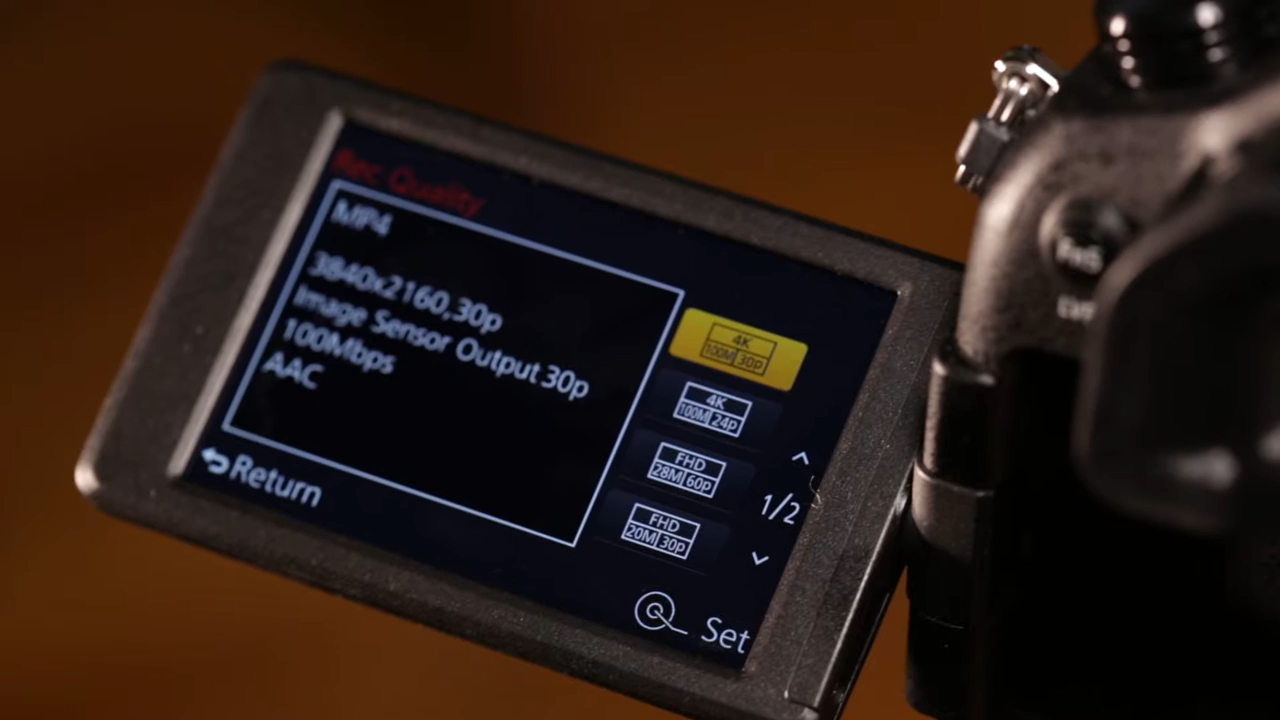 Rec Quality
MP4
3840x2160,30p
Image Sensor Output 30p
100Mbps
AAC
4K
100M 30p
4K
100M 24p
FHD
28M 60p
FHD
20M 30p
1/2
Return
Set
Fn5